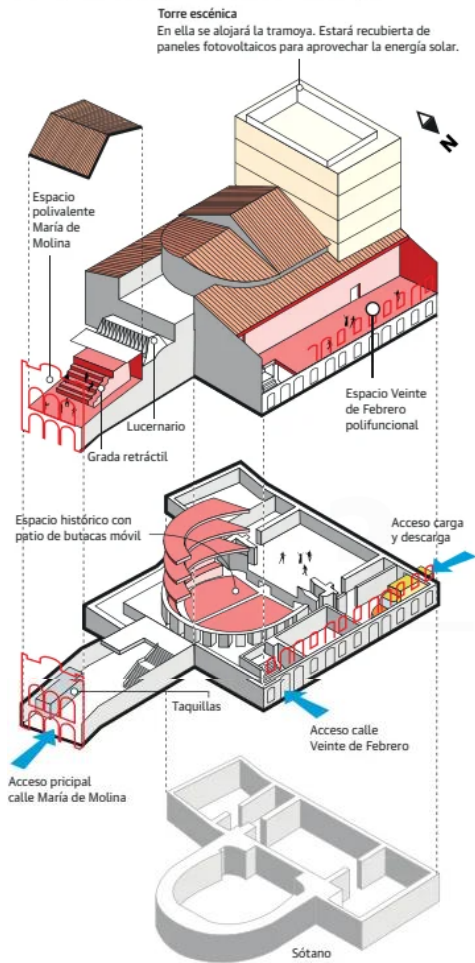 Torre escénica
En ella se alojará la tramoya. Estará recubierta de
paneles fotovoltaicos para aprovechar la energía solar.
N
Espacio
polivalente
María de
Molina
Lucernario
Grada retráctil
Espacio Veinte
de Febrero
polifuncional
Espacio histórico con
patio de butacas móvil
Acceso carga
y descarga
Taquillas
Acceso calle
Veinte de Febrero
Acceso pricipal
calle María de Molina
Sótano